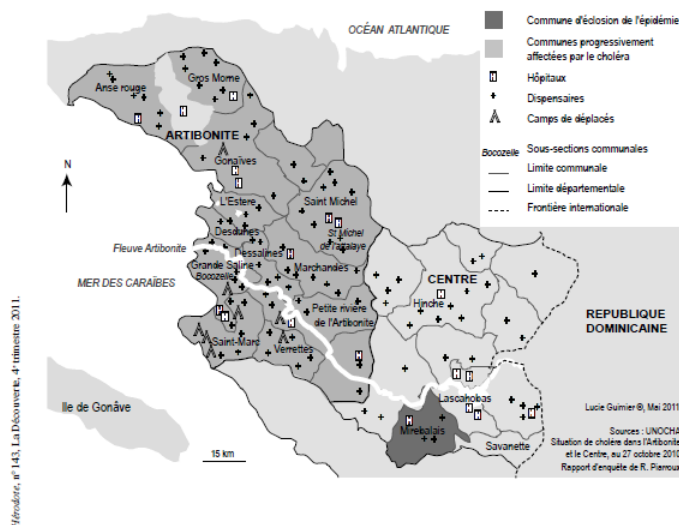 OCÉAN ATLANTIQUE
Commune d'éclosion de l'épidémie
Communes progressivement
affectées par le choléra
H Hôpitaux
Dispensaires
Camps de déplacés
Bocozelle Sous-sections communales
Limite communale
Limite départementale
Frontière internationale
Gros Morne
Anse rouge
N
ARTIBONITE
Gonaïves
L'Estere
Saint Michel
St Michel
de l'attalaye
Desdunes
Fleuve Artibonite
Dessalines
Grande Saline
Bocozelle
Marchandes
MER DES CARAÏBES
CENTRE
Hinche
Petite rivière
de l'Artibonite
REPUBLIQUE
DOMINICAINE
Saint-Marc
Verrettes
Lascahobas
Mirebalais
Savanette
Ile de Gonâve
15 km
Lucie Guimier ©, Mai 2011
Sources : UNOCHA
Situation de choléra dans l'Artibonite
et le Centre, au 27 octobre 2010
Rapport d'enquête de R. Piarroux
Hérodote, n° 143, La Découverte, 4e trimestre 2011.